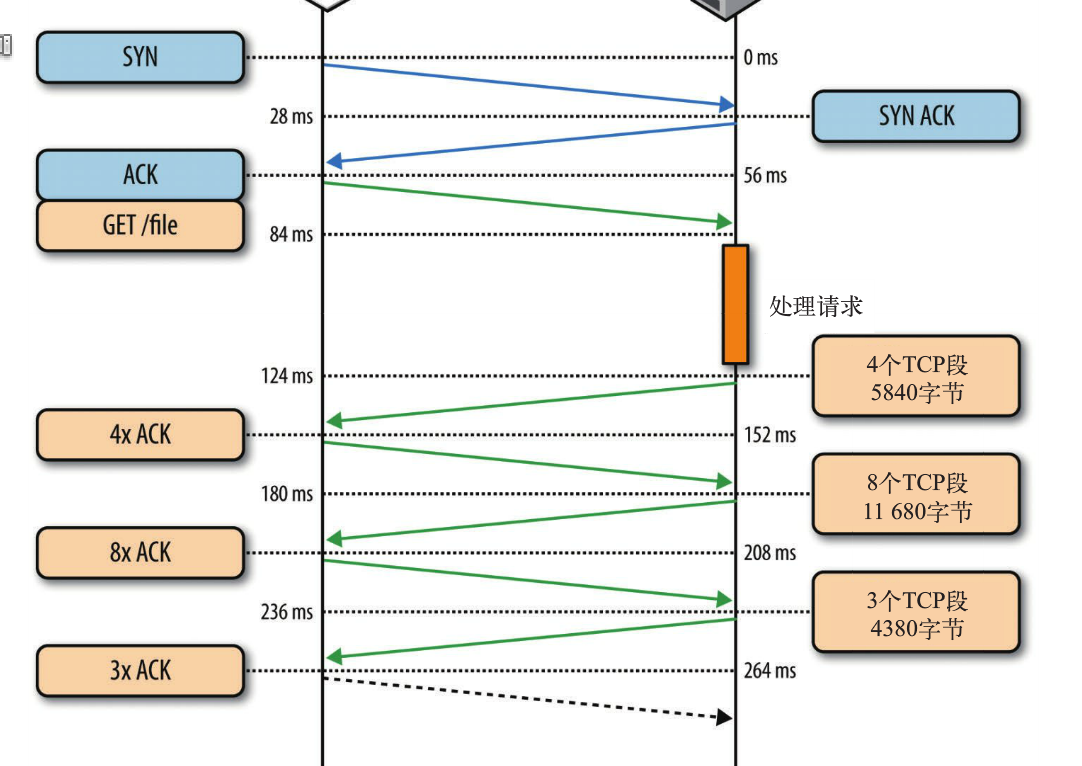 SYN
0 ms
28 ms
SYN ACK
ACK
56 ms
GET /file
84 ms
处理请求
124 ms
4个TCP段
5840字节
4x ACK
152 ms
180 ms
8个TCP段
11 680字节
8x ACK
208 ms
236 ms
3个TCP段
4380字节
3x ACK
264 ms